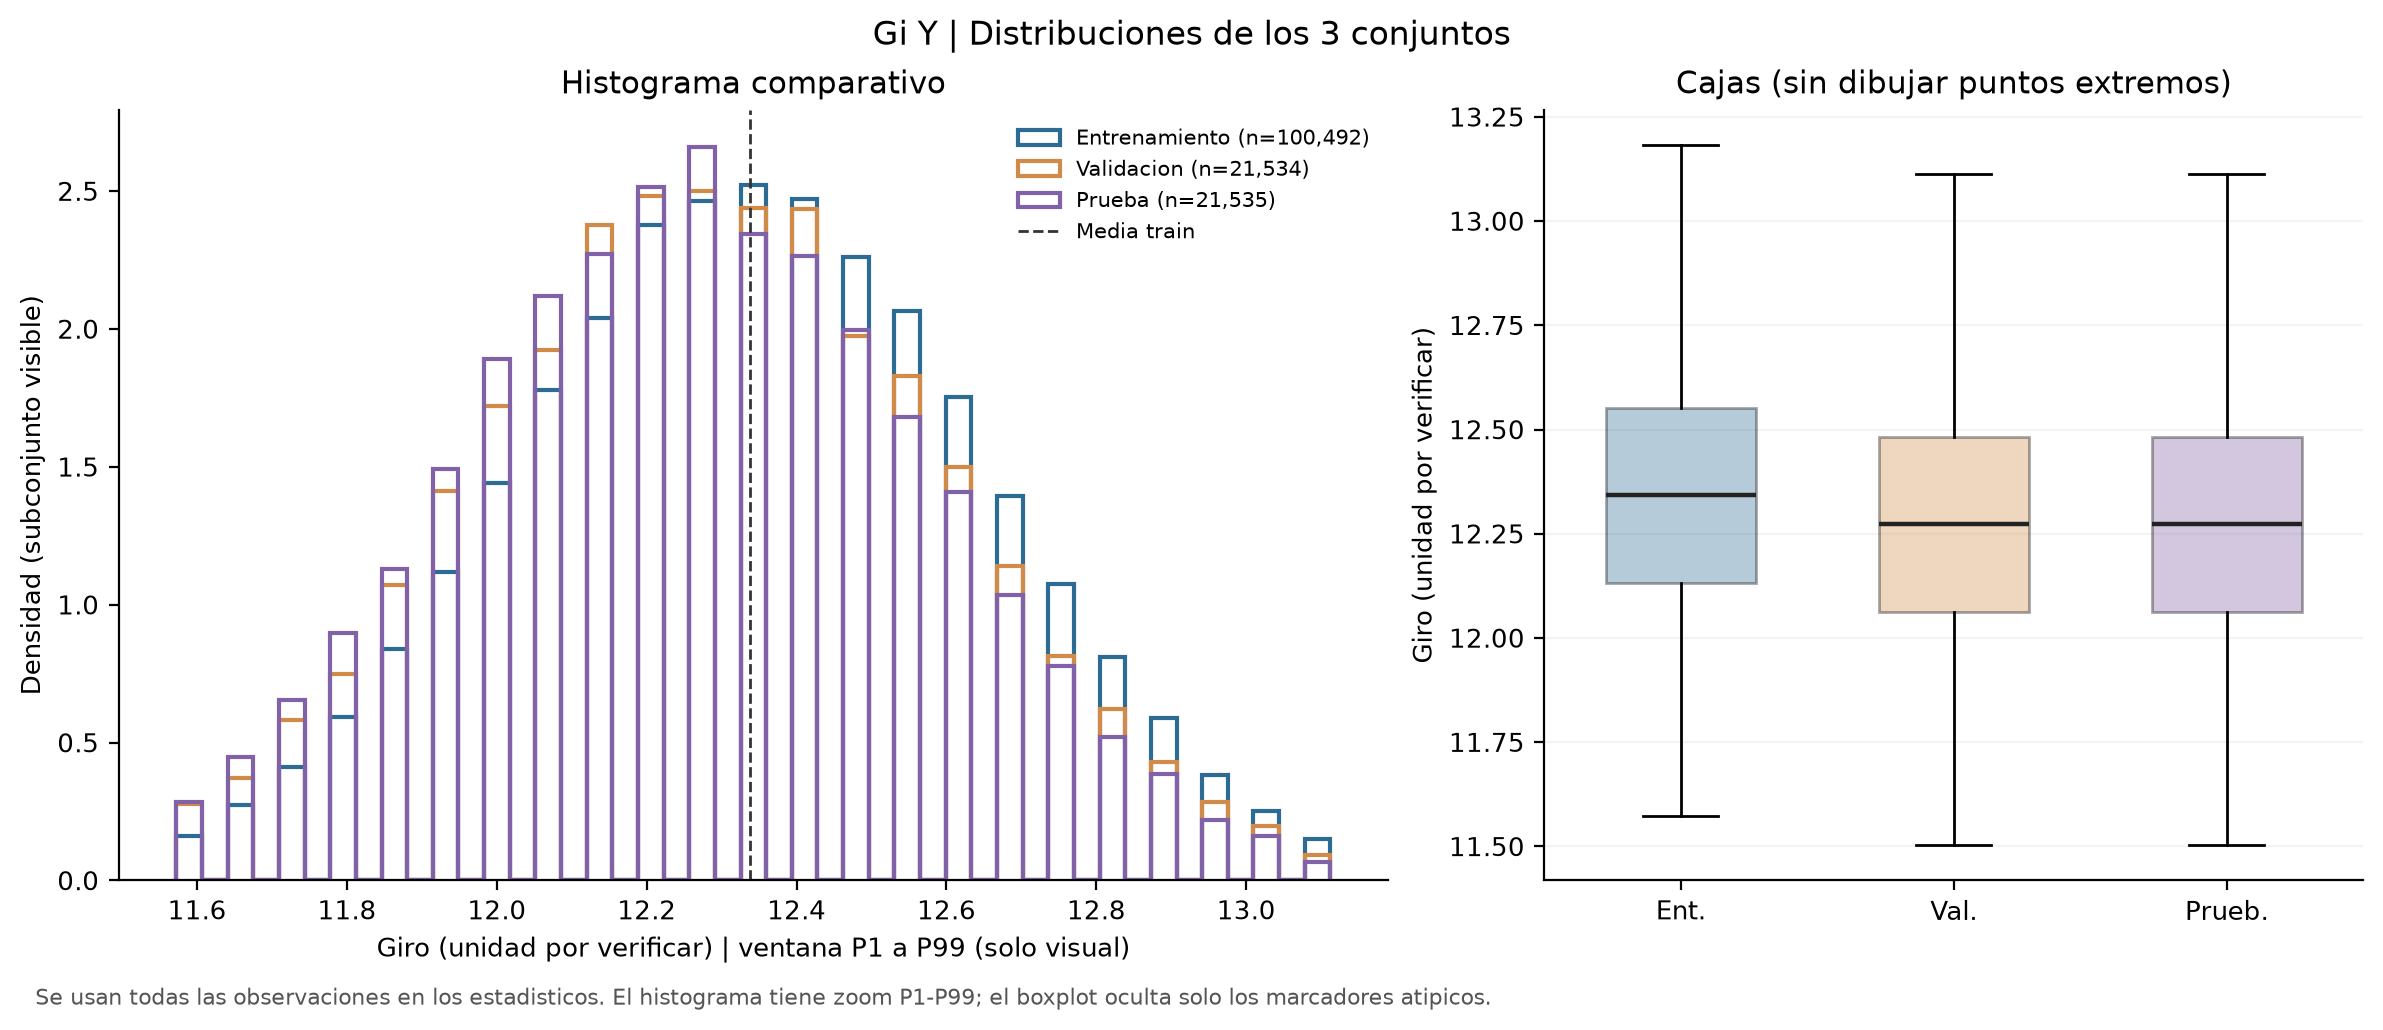 Gi Y | Distribuciones de los 3 conjuntos
Histograma comparativo
Densidad (subconjunto visible)
2.5
2.0
1.5
1.0
0.5
0.0
11.6 11.8 12.0 12.2 12.4 12.6 12.8 13.0
Giro (unidad por verificar) | ventana P1 a P99 (solo visual)
Entrenamiento (n=100,492)
Validacion (n=21,534)
Prueba (n=21,535)
Media train
Cajas (sin dibujar puntos extremos)
Giro (unidad por verificar)
13.25
13.00
12.75
12.50
12.25
12.00
11.75
11.50
Ent. Val. Prueb.
Se usan todas las observaciones en los estadisticos. El histograma tiene zoom P1-P99; el boxplot oculta solo los marcadores atipicos.